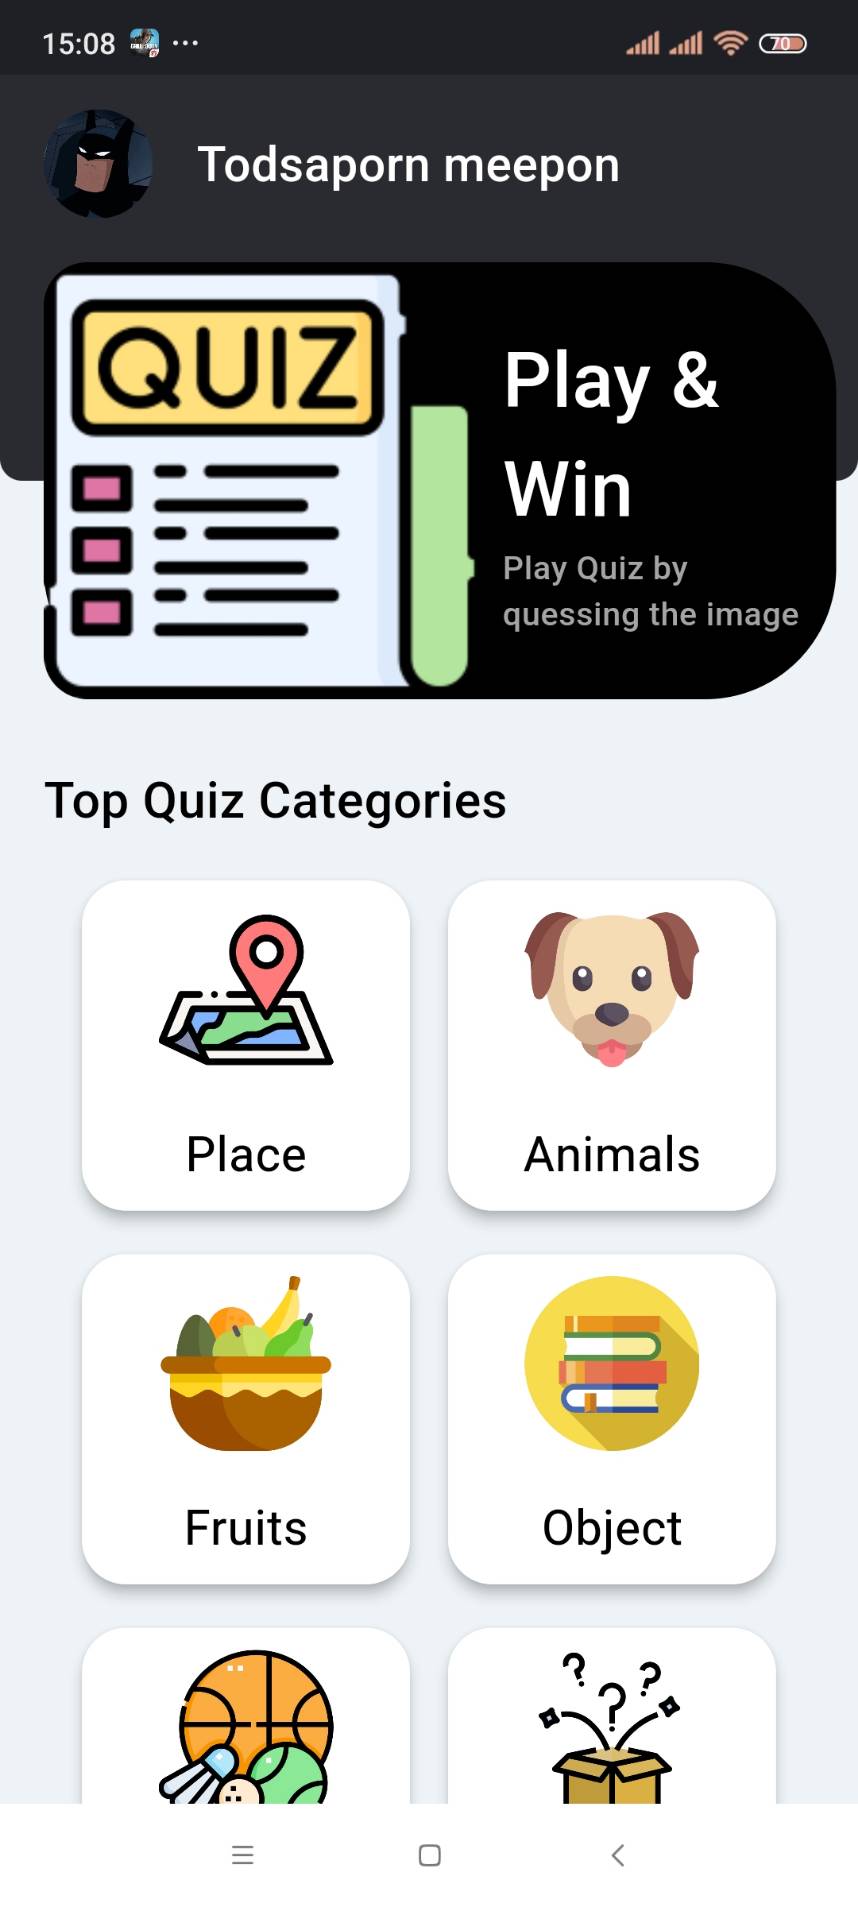 15:08
70
Todsaporn meepon
QUIZ
Play &
Win
Play Quiz by
quessing the image
Top Quiz Categories
Place
Animals
Fruits
Object
? ? ?